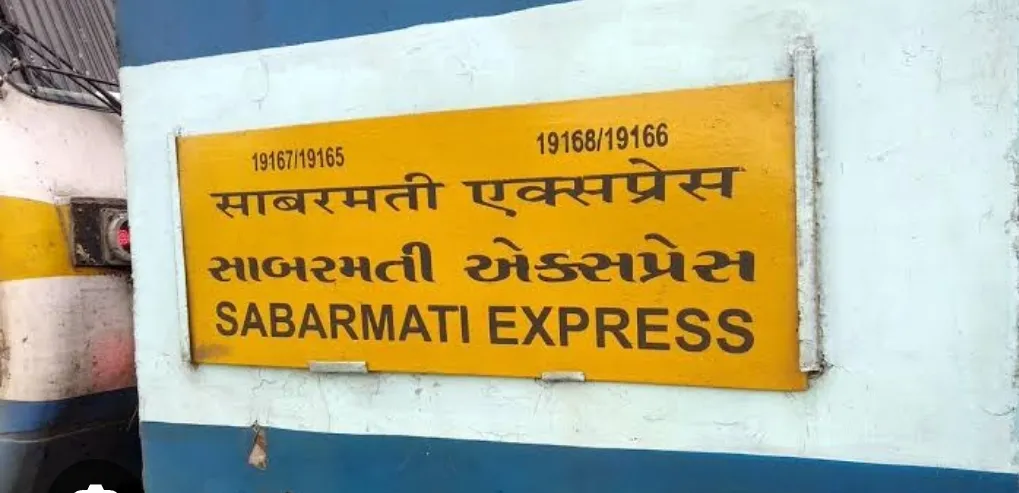 19167/19165 19168/19166
साबरमती एक्सप्रेस
સાબરમતી એક્સપ્રેસ
SABARMATI EXPRESS